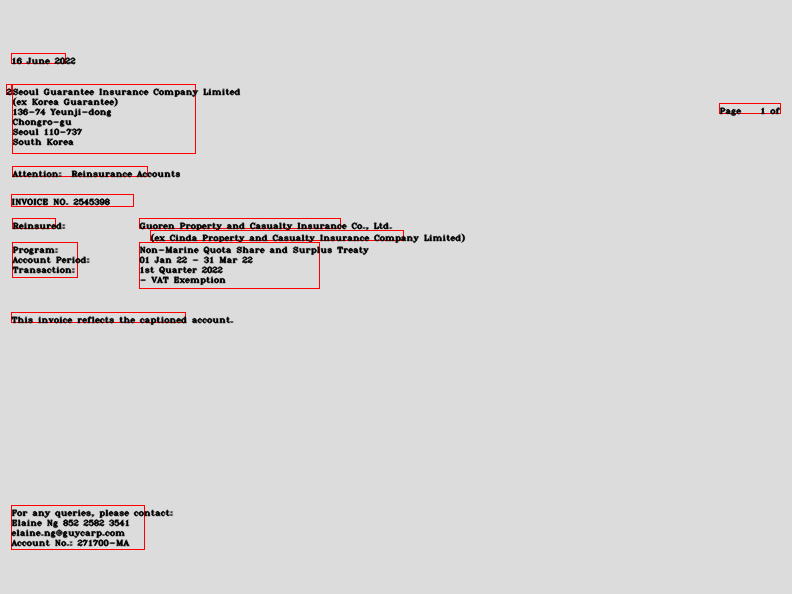 16 June 2022
2
Seoul Guarantee Insurance Company Limited
(ex Korea Guarantee)
136-74 Yeunji-dong
Chongro-gu
Seoul 110-737
South Korea
Page 1 of
Attention: Reinsurance Accounts
INVOICE NO. 2545398
Reinsured: Guoren Property and Casualty Insurance Co., Ltd.
(ex Cinda Property and Casualty Insurance Company Limited)
Program: Non-Marine Quota Share and Surplus Treaty
Account Period: 01 Jan 22 - 31 Mar 22
Transaction: 1st Quarter 2022
- VAT Exemption
This invoice reflects the captioned account.
For any queries, please contact:
Elaine Ng 852 2582 3541
elaine.ng@guycarp.com
Account No.: 271700-MA